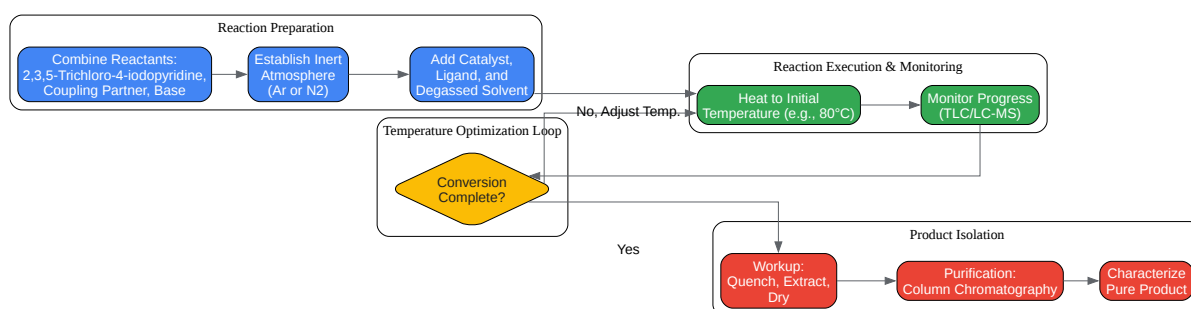 Reaction Preparation
Combine Reactants:
2,3,5-Trichloro-4-iodopyridine,
Coupling Partner, Base
Establish Inert
Atmosphere
(Ar or N2)
Add Catalyst,
Ligand, and
Degassed Solvent
Reaction Execution & Monitoring
Heat to Initial
Temperature (e.g., 80°C)
Monitor Progress
(TLC/LC-MS)
No, Adjust Temp.
Temperature Optimization Loop
Conversion
Complete?
Yes
Product Isolation
Workup:
Quench, Extract,
Dry
Purification:
Column Chromatography
Characterize
Pure Product